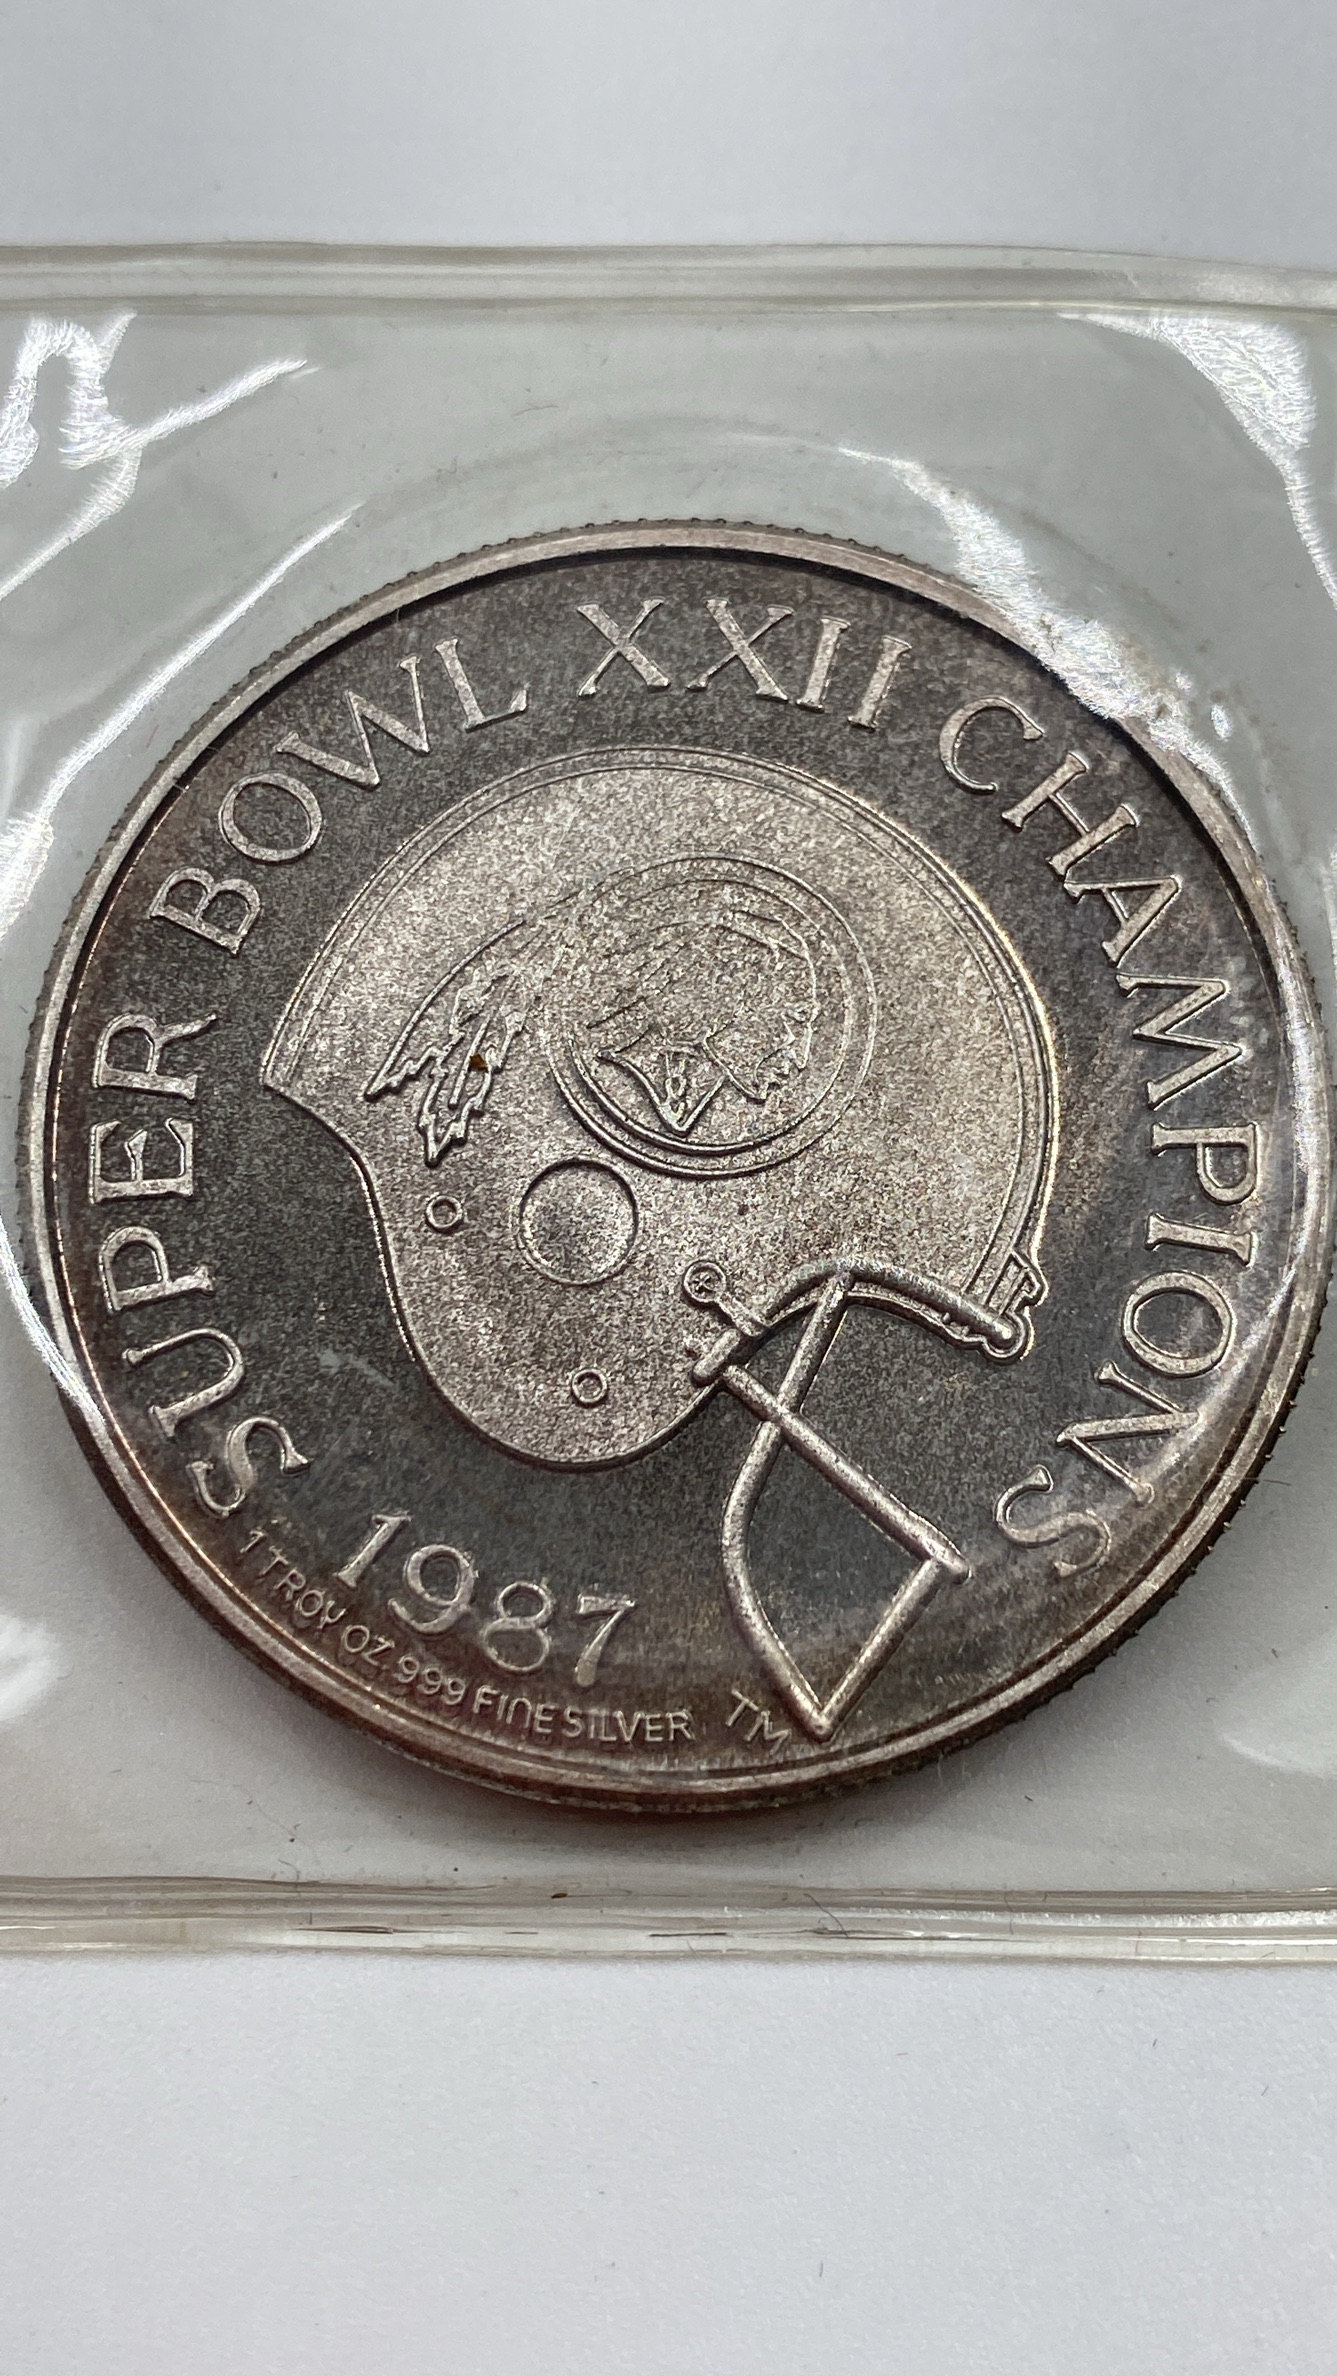 SUPER BOWL XXII CHAMPIONS
1987
1 TROY OZ .999 FINE SILVER
TM